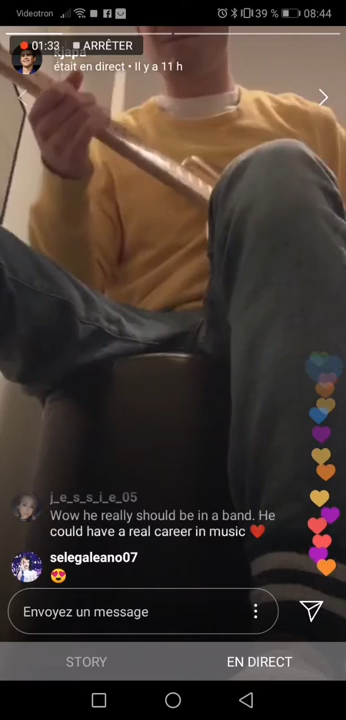 Videotron
39 % 08:44
01:33 ARRÊTER
kjapa
était en direct • Il y a 11 h
j_e_s_s_i_e_05
Wow he really should be in a band. He
could have a real career in music ❤️
selegaleano07
😍
Envoyez un message
STORY EN DIRECT